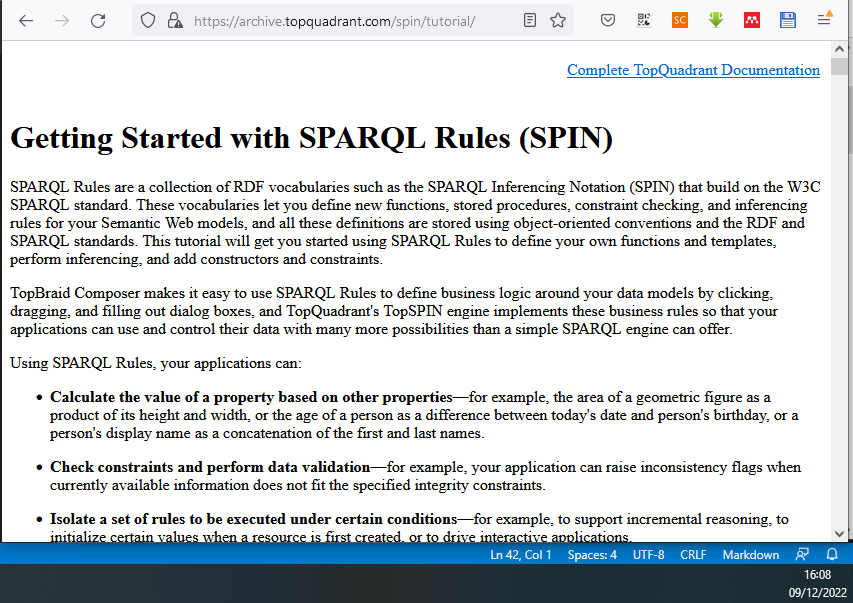 https://archive.topquadrant.com/spin/tutorial/
SC
Complete TopQuadrant Documentation
Getting Started with SPARQL Rules (SPIN)
SPARQL Rules are a collection of RDF vocabularies such as the SPARQL Inferencing Notation (SPIN) that build on the W3C
SPARQL standard. These vocabularies let you define new functions, stored procedures, constraint checking, and inferencing
rules for your Semantic Web models, and all these definitions are stored using object-oriented conventions and the RDF and
SPARQL standards. This tutorial will get you started using SPARQL Rules to define your own functions and templates,
perform inferencing, and add constructors and constraints.
TopBraid Composer makes it easy to use SPARQL Rules to define business logic around your data models by clicking,
dragging, and filling out dialog boxes, and TopQuadrant's TopSPIN engine implements these business rules so that your
applications can use and control their data with many more possibilities than a simple SPARQL engine can offer.
Using SPARQL Rules, your applications can:
• Calculate the value of a property based on other properties—for example, the area of a geometric figure as a
product of its height and width, or the age of a person as a difference between today's date and person's birthday, or a
person's display name as a concatenation of the first and last names.
• Check constraints and perform data validation—for example, your application can raise inconsistency flags when
currently available information does not fit the specified integrity constraints.
• Isolate a set of rules to be executed under certain conditions—for example, to support incremental reasoning, to
initialize certain values when a resource is first created, or to drive interactive applications.
Ln 42, Col 1 Spaces: 4 UTF-8 CRLF Markdown
16:08
09/12/2022